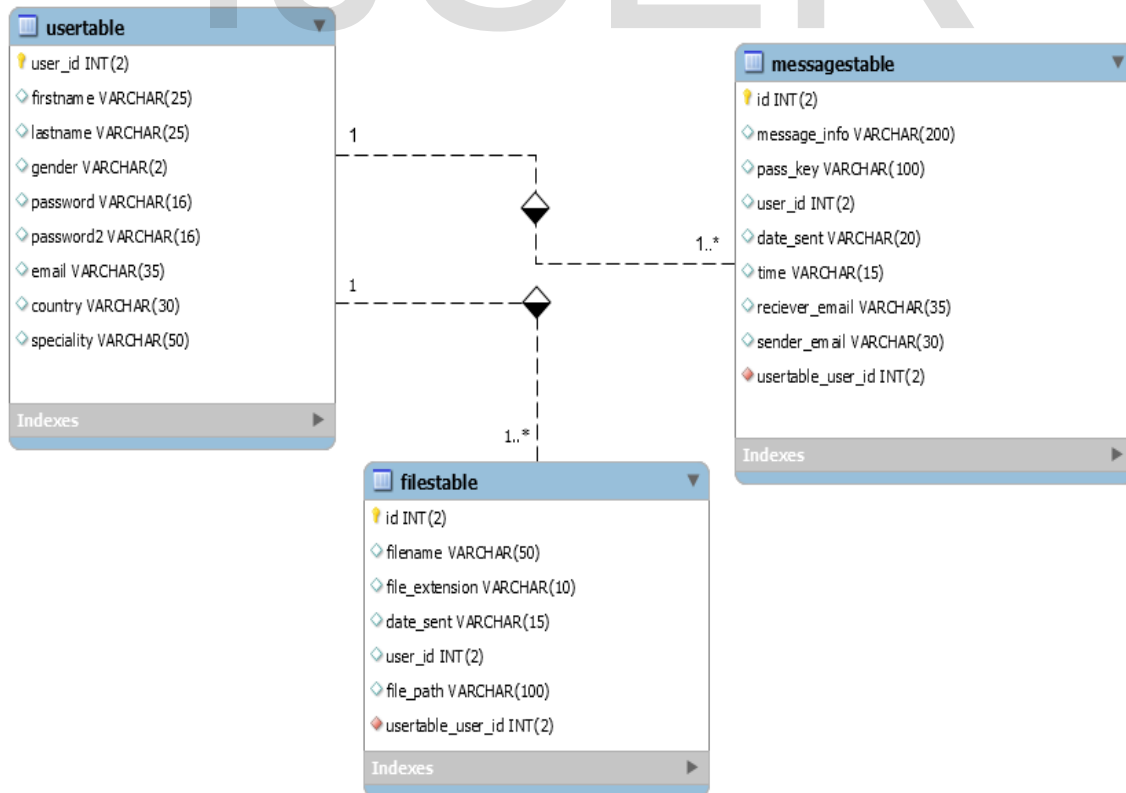 usertable
user_id INT(2)
firstname VARCHAR(25)
lastname VARCHAR(25)
gender VARCHAR(2)
password VARCHAR(16)
password2 VARCHAR(16)
email VARCHAR(35)
country VARCHAR(30)
speciality VARCHAR(50)
Indexes
1
1..*
1
1..*
messagestable
id INT(2)
message_info VARCHAR(200)
pass_key VARCHAR(100)
user_id INT(2)
date_sent VARCHAR(20)
time VARCHAR(15)
reciever_email VARCHAR(35)
sender_email VARCHAR(30)
usertable_user_id INT(2)
Indexes
filestable
id INT(2)
filename VARCHAR(50)
file_extension VARCHAR(10)
date_sent VARCHAR(15)
user_id INT(2)
file_path VARCHAR(100)
usertable_user_id INT(2)
Indexes